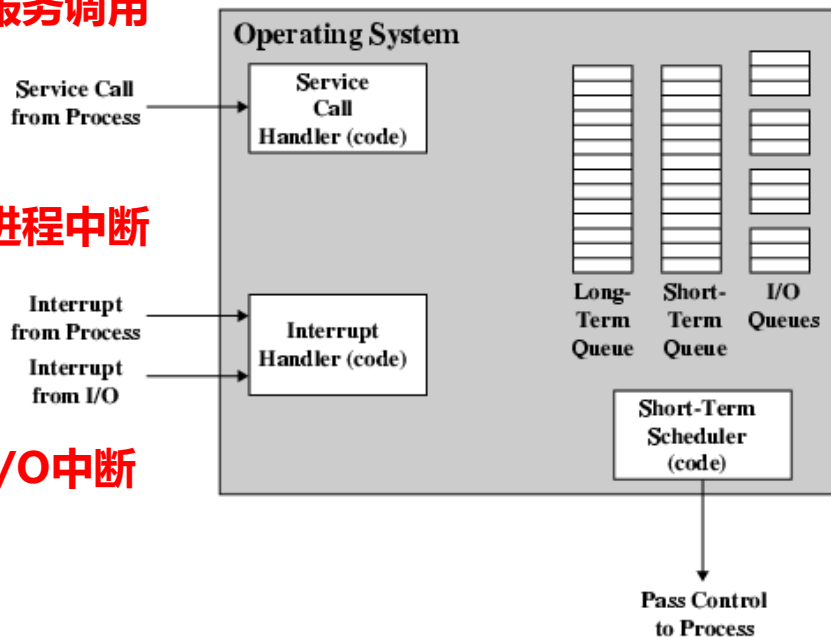 服务调用
Operating System
Service Call
from Process
Service
Call
Handler (code)
进程中断
Interrupt
from Process
Interrupt
from I/O
Interrupt
Handler (code)
Long-
Term
Queue
Short-
Term
Queue
I/O
Queues
/O中断
Short-Term
Scheduler
(code)
Pass Control
to Process